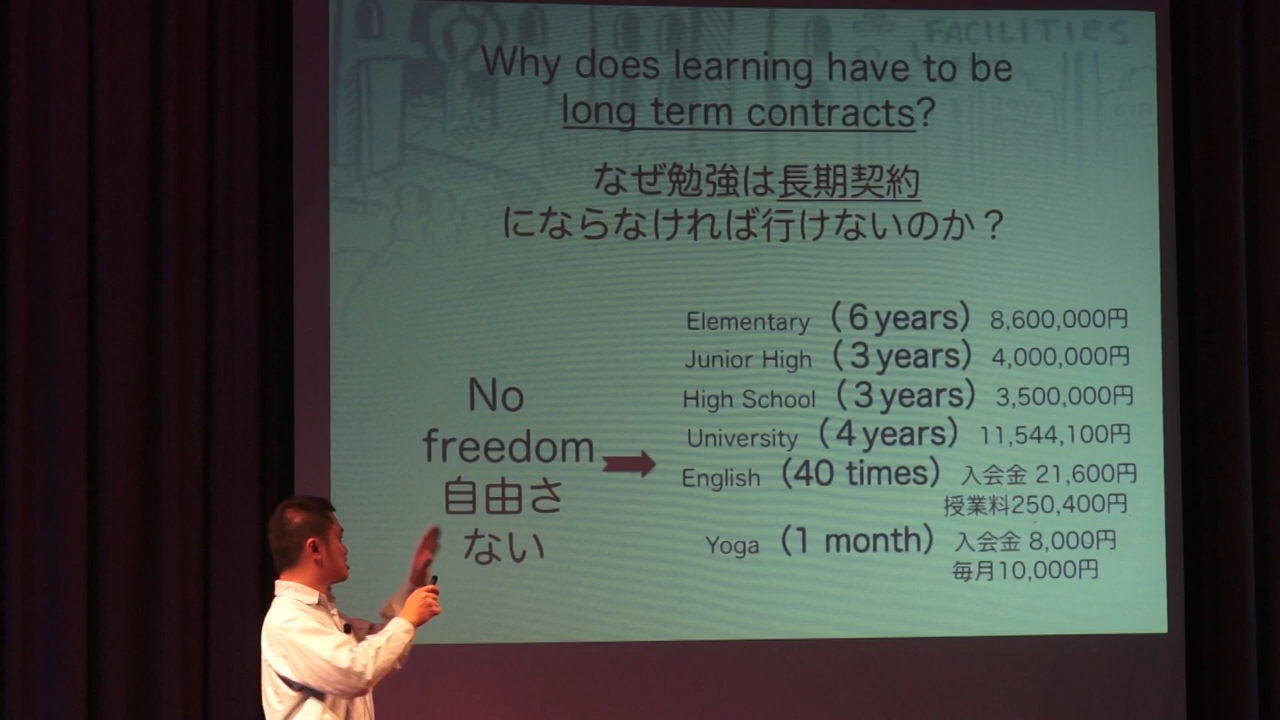 FACILITIES
Why does learning have to be
long term contracts?
なぜ勉強は長期契約
にならなければ行けないのか？
No
freedom
自由さ
ない
Elementary（6 years）8,600,000円
Junior High（3 years）4,000,000円
High School（3 years）3,500,000円
University（4 years）11,544,100円
English（40 times）入会金 21,600円
授業料250,400円
Yoga（1 month）入会金 8,000円
毎月10,000円